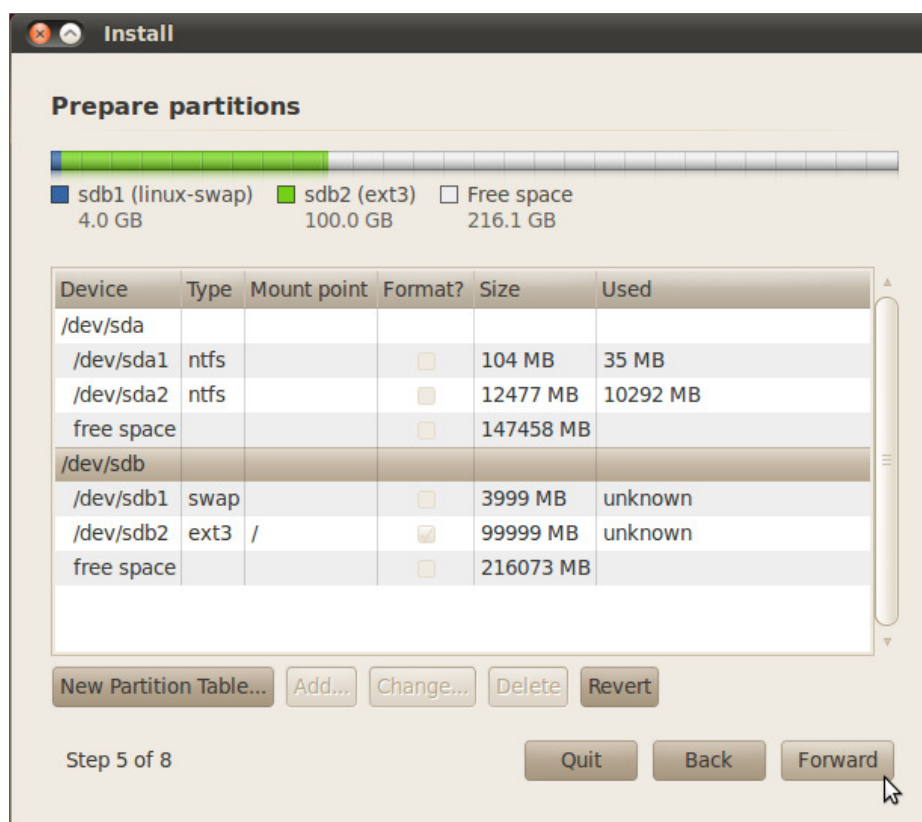 Install
Prepare partitions
sdb1 (linux-swap) sdb2 (ext3) Free space
4.0 GB 100.0 GB 216.1 GB
Device Type Mount point Format? Size Used
/dev/sda
/dev/sda1 ntfs 104 MB 35 MB
/dev/sda2 ntfs 12477 MB 10292 MB
free space 147458 MB
/dev/sdb
/dev/sdb1 swap 3999 MB unknown
/dev/sdb2 ext3 / 99999 MB unknown
free space 216073 MB
New Partition Table... Add... Change... Delete Revert
Step 5 of 8 Quit Back Forward